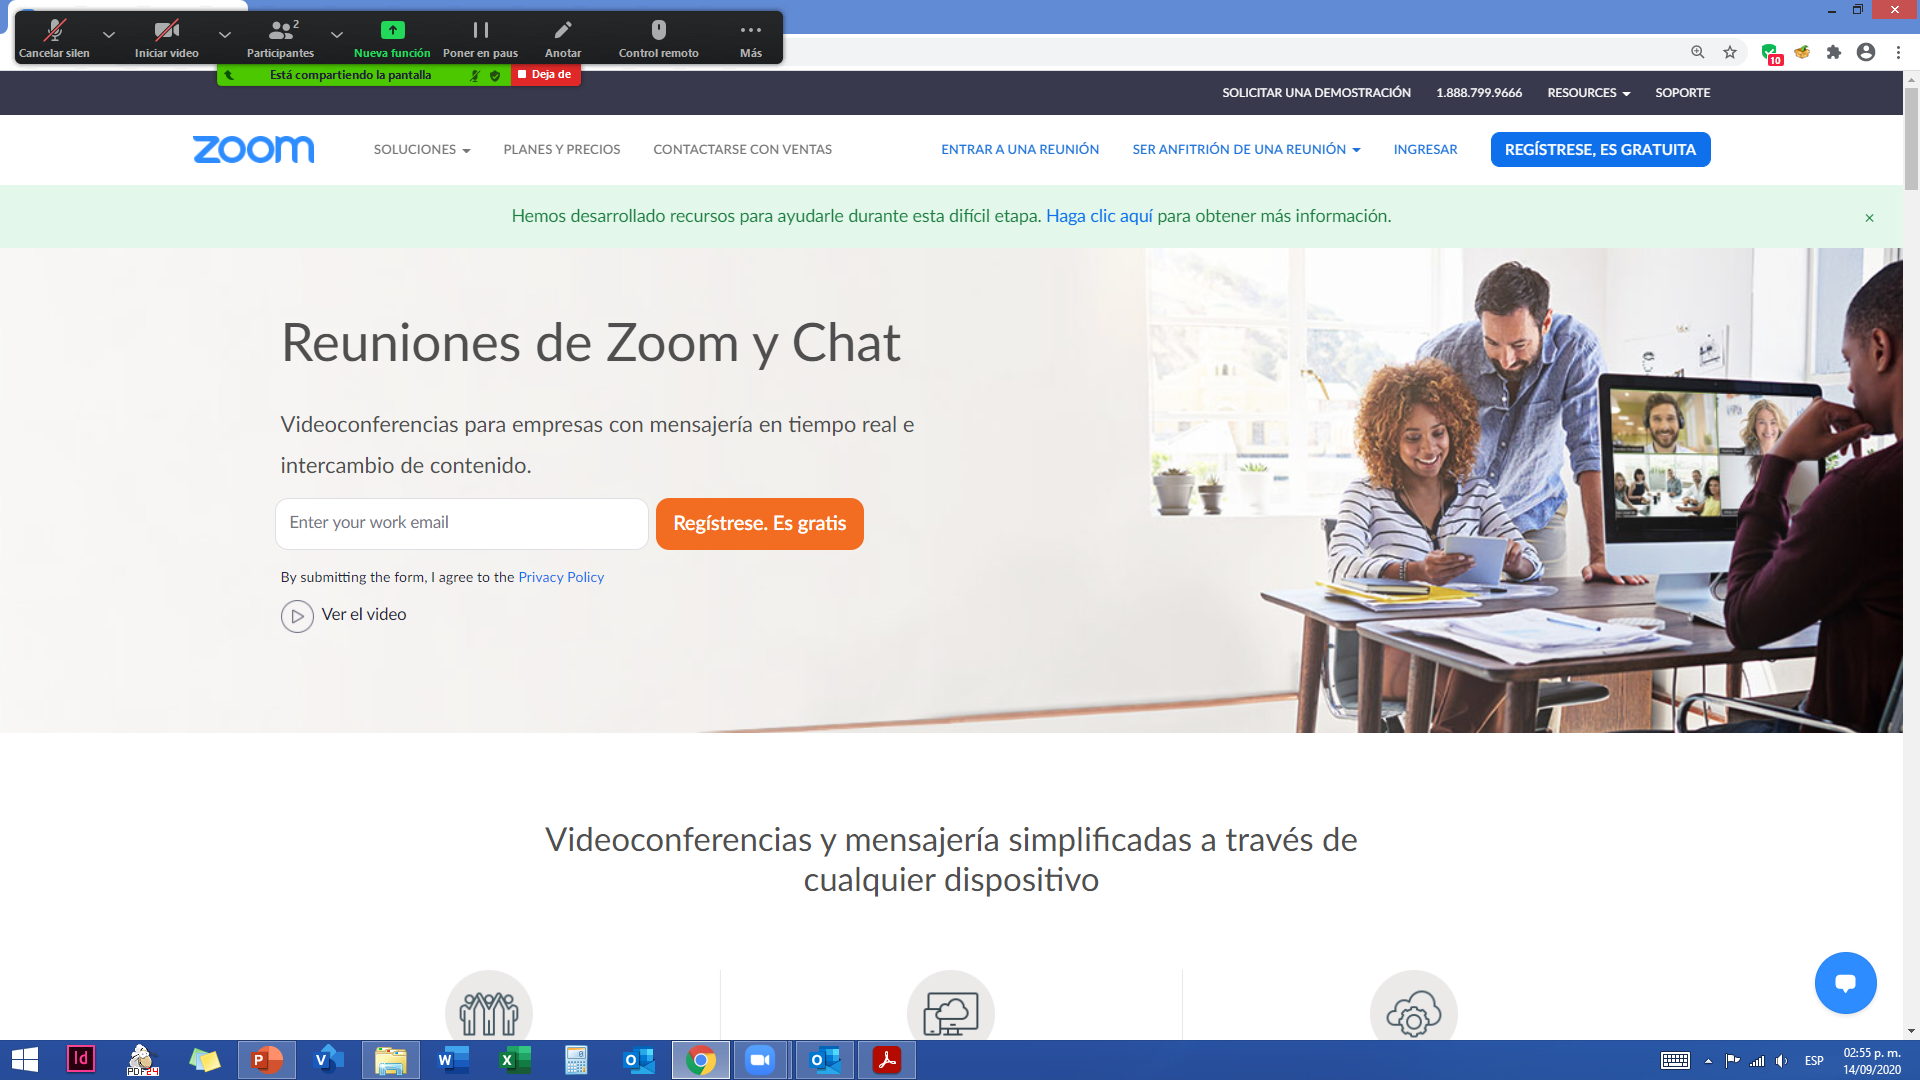 2
Cancelar silen
Iniciar video
Participantes
Nueva función
Poner en paus
Anotar
Control remoto
Más
Está compartiendo la pantalla
Deja de
10
SOLICITAR UNA DEMOSTRACIÓN
1.888.799.9666
RESOURCES
SOPORTE
zoom
SOLUCIONES
PLANES Y PRECIOS
CONTACTARSE CON VENTAS
ENTRAR A UNA REUNIÓN
SER ANFITRIÓN DE UNA REUNIÓN
INGRESAR
REGÍSTRESE, ES GRATUITA
Hemos desarrollado recursos para ayudarle durante esta difícil etapa. Haga clic aquí para obtener más información.
Reuniones de Zoom y Chat
Videoconferencias para empresas con mensajería en tiempo real e
intercambio de contenido.
Enter your work email
Regístrese. Es gratis
By submitting the form, I agree to the Privacy Policy
Ver el video
Videoconferencias y mensajería simplificadas a través de
cualquier dispositivo
Id
PDF24
P
V
W
X
O
O
ESP
02:55 p. m.
14/09/2020